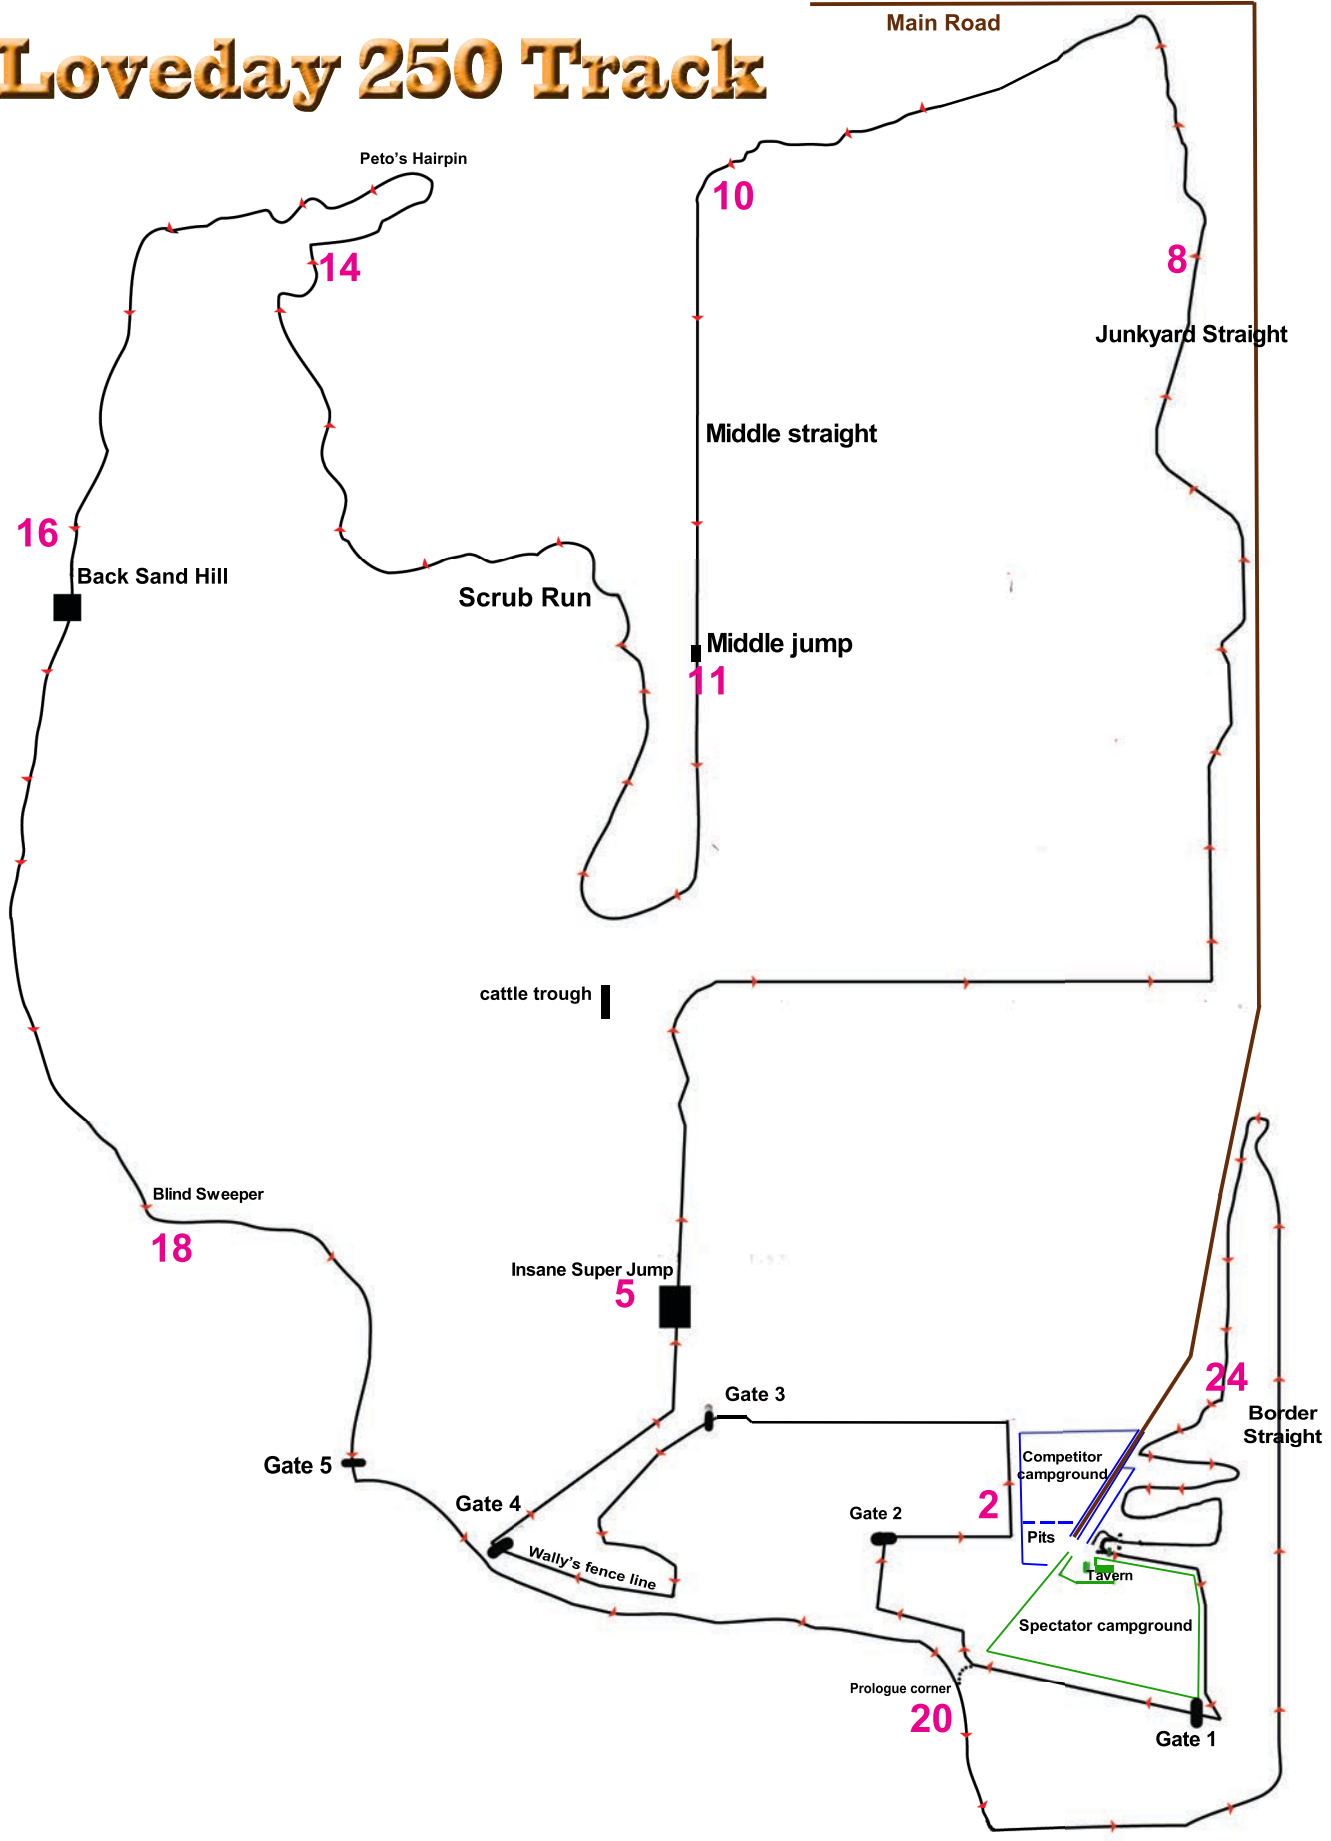 Main Road
Loveday 250 Track
Peto's Hairpin
10
14
8
Junkyard Straight
Middle straight
16
Back Sand Hill
Scrub Run
Middle jump
11
cattle trough
Blind Sweeper
18
Insane Super Jump
5
24
Gate 3
Border
Straight
Competitor
campground
Gate 5
Gate 4
2
Gate 2
Pits
Wally's fence line
Tavern
Spectator campground
Prologue corner
20
Gate 1